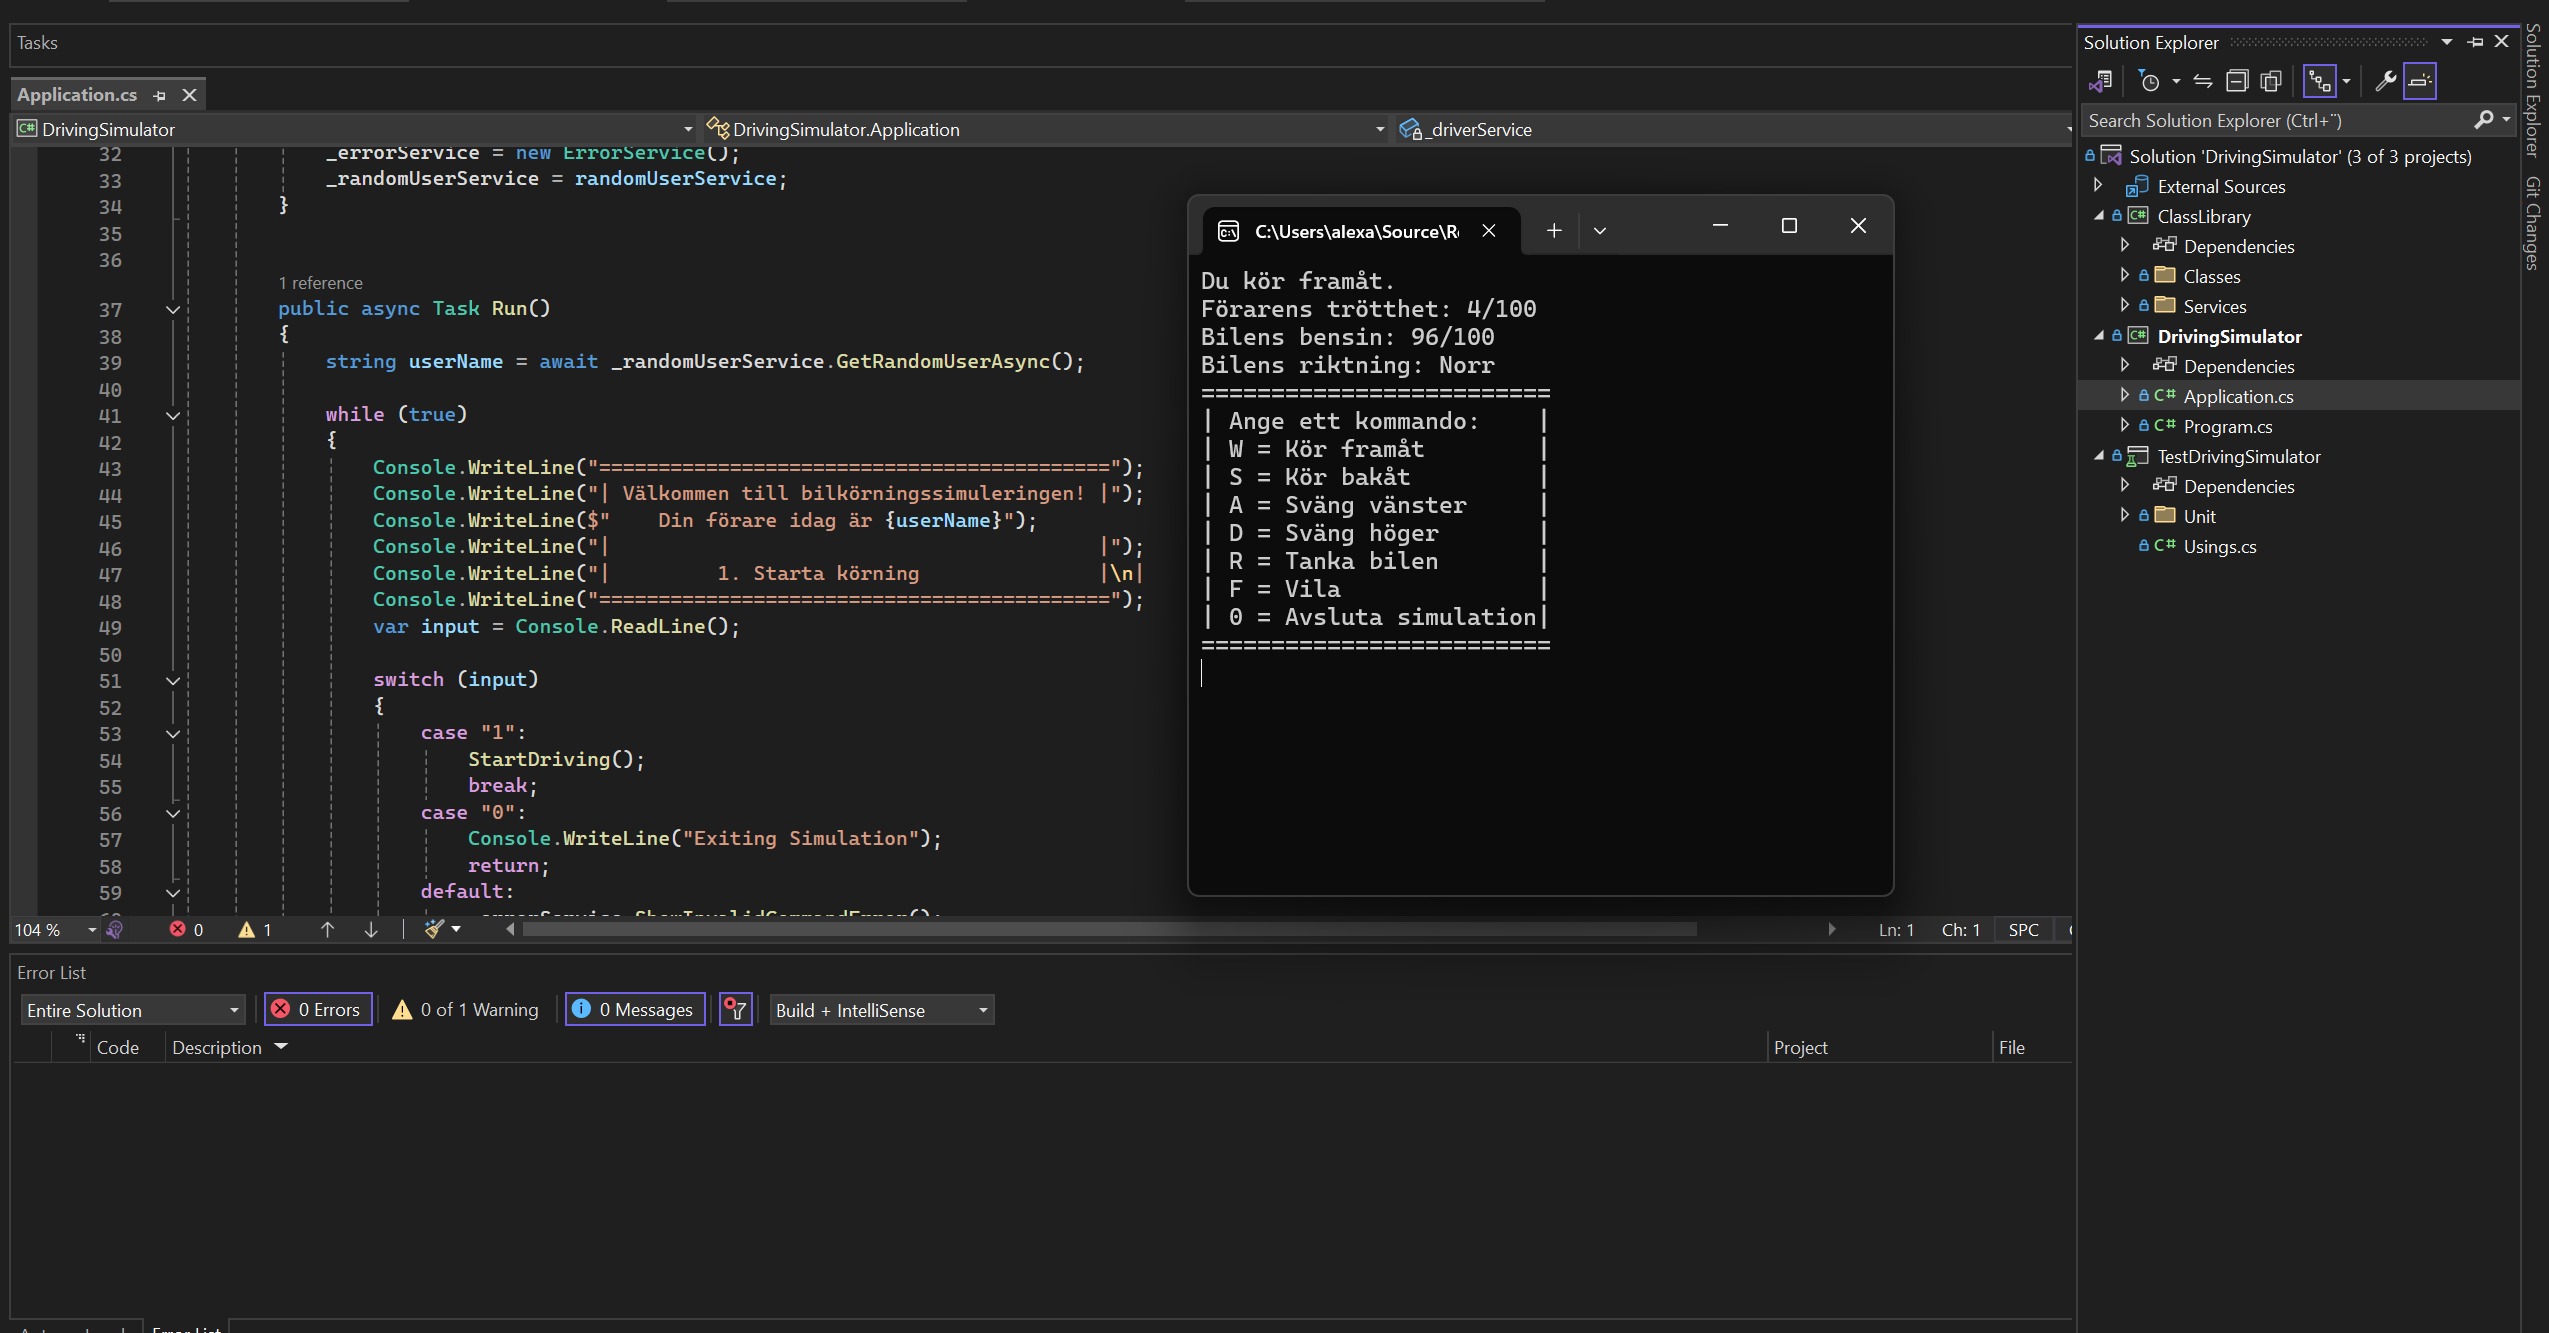 Tasks
Application.cs
DrivingSimulator
DrivingSimulator.Application
_driverService
32 _errorService = new ErrorService();
33 _randomUserService = randomUserService;
34 }
35
36
1 reference
37 public async Task Run()
38 {
39 string userName = await _randomUserService.GetRandomUserAsync();
40
41 while (true)
42 {
43 Console.WriteLine("===========================================");
44 Console.WriteLine("| Välkommen till bilkörningssimuleringen! |");
45 Console.WriteLine($"    Din förare idag är {userName}");
46 Console.WriteLine("|                                         |");
47 Console.WriteLine("|         1. Starta körning               |\n|
48 Console.WriteLine("===========================================");
49 var input = Console.ReadLine();
50
51 switch (input)
52 {
53 case "1":
54 StartDriving();
55 break;
56 case "0":
57 Console.WriteLine("Exiting Simulation");
58 return;
59 default:
_errorService.ShowInvalidCommandError();
C:\Users\alexa\Source\R
Du kör framåt.
Förarens trötthet: 4/100
Bilens bensin: 96/100
Bilens riktning: Norr
=========================
| Ange ett kommando:    |
| W = Kör framåt        |
| S = Kör bakåt         |
| A = Sväng vänster     |
| D = Sväng höger       |
| R = Tanka bilen       |
| F = Vila              |
| 0 = Avsluta simulation|
=========================
104 %
0
1
Ln: 1 Ch: 1 SPC
Error List
Entire Solution
0 Errors
0 of 1 Warning
0 Messages
Build + IntelliSense
Code Description Project File
Error List
Solution Explorer
Search Solution Explorer (Ctrl+¨)
Solution 'DrivingSimulator' (3 of 3 projects)
External Sources
C# ClassLibrary
Dependencies
Classes
Services
C# DrivingSimulator
Dependencies
C# Application.cs
C# Program.cs
TestDrivingSimulator
Dependencies
Unit
C# Usings.cs
Solution Explorer
Git Changes